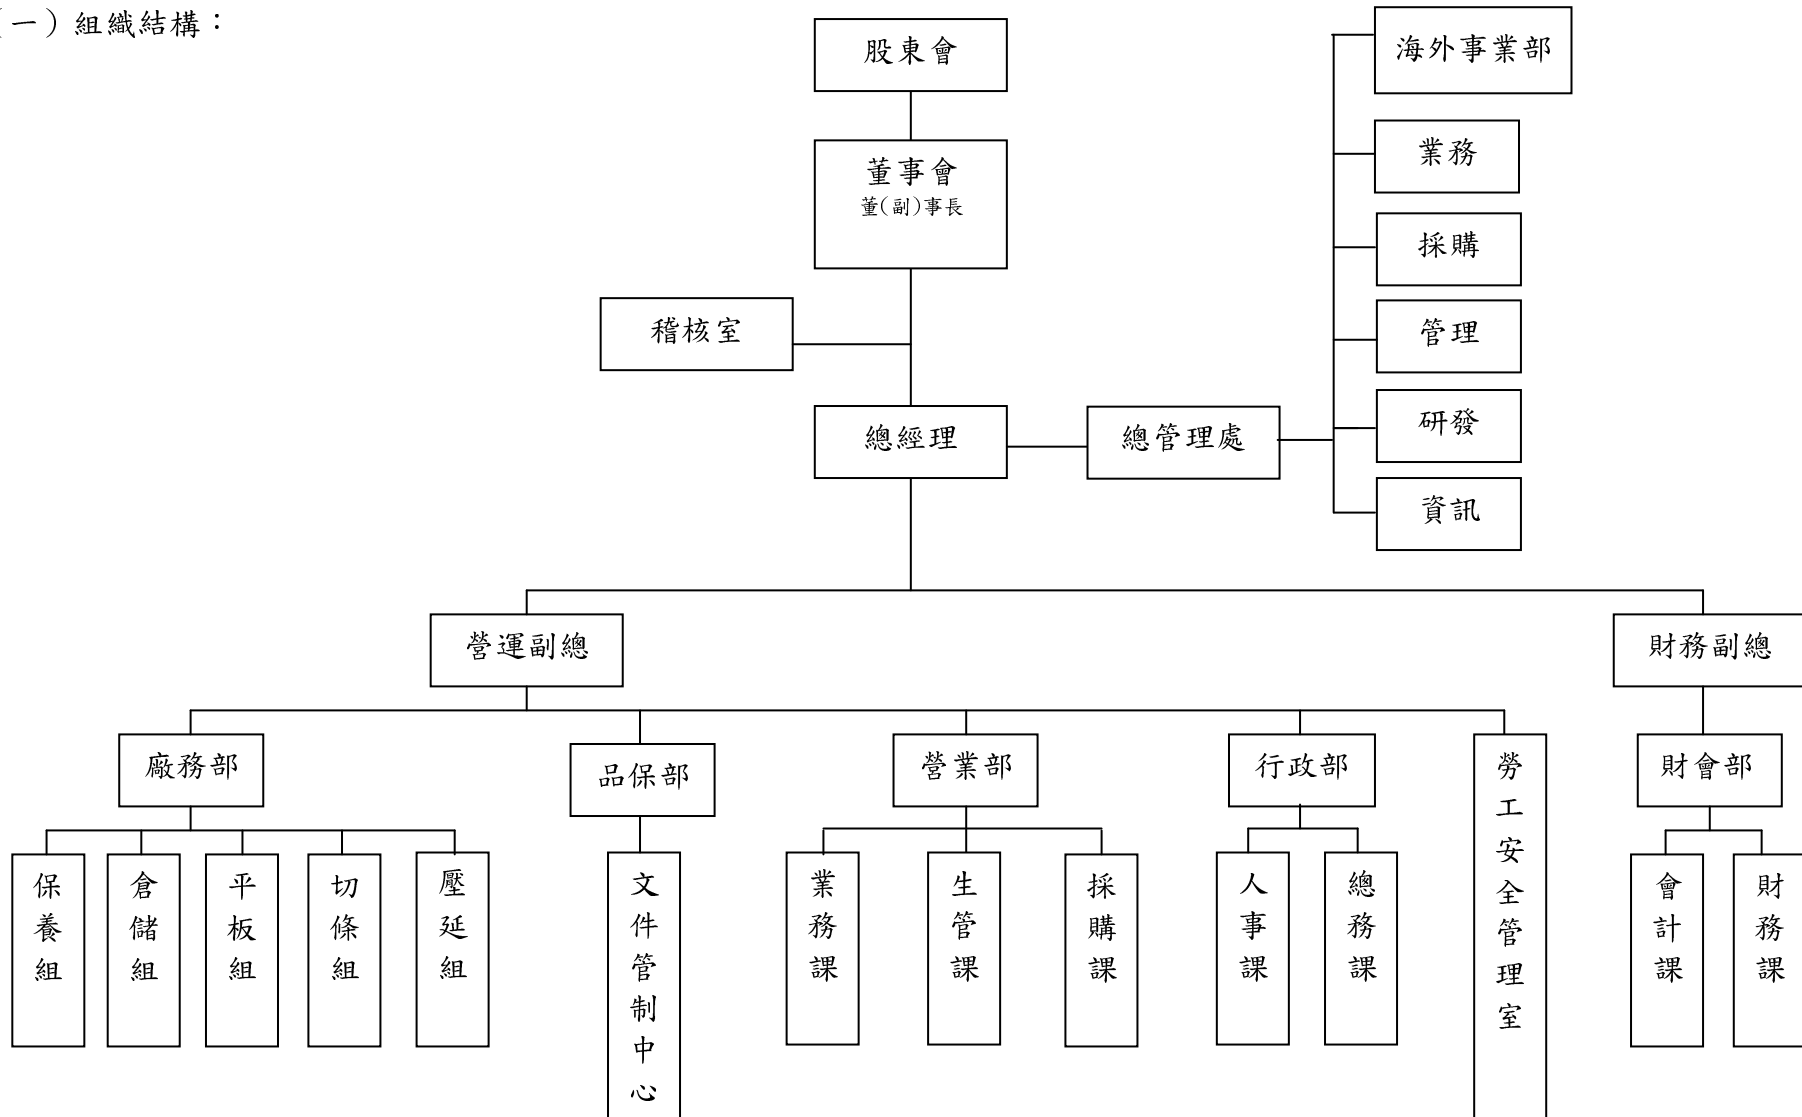 （一）組織結構：
股東會
海外事業部
業務
董事會
董(副)事長
採購
稽核室
管理
總經理
總管理處
研發
資訊
營運副總
財務副總
廠務部
品保部
營業部
行政部
勞工安全管理室
財會部
保養組
倉儲組
平板組
切條組
壓延組
文件管制中心
業務課
生管課
採購課
人事課
總務課
會計課
財務課